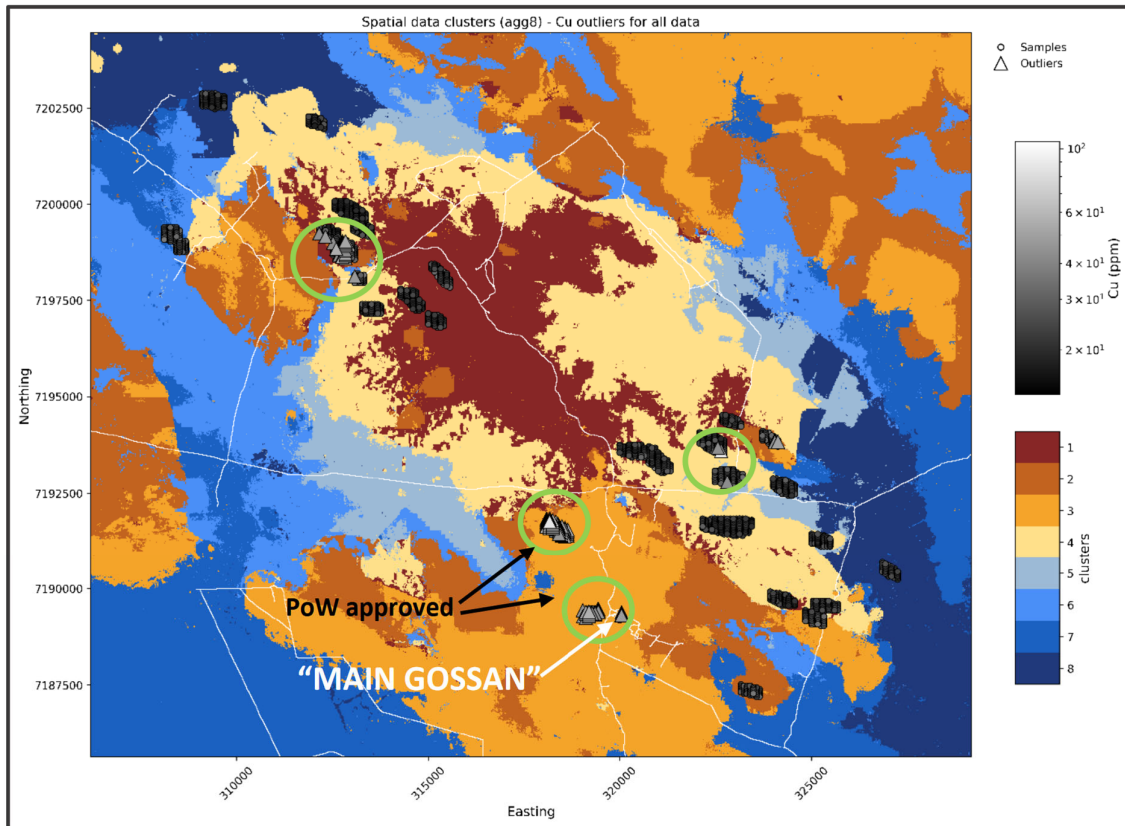 Spatial data clusters (agg8) - Cu outliers for all data
Samples
Outliers
7202500
7200000
7197500
7195000
7192500
7190000
7187500
Northing
310000
315000
320000
325000
Easting
PoW approved
“MAIN GOSSAN”
10²
6 × 10¹
4 × 10¹
3 × 10¹
2 × 10¹
Cu (ppm)
1
2
3
4
5
6
7
8
clusters